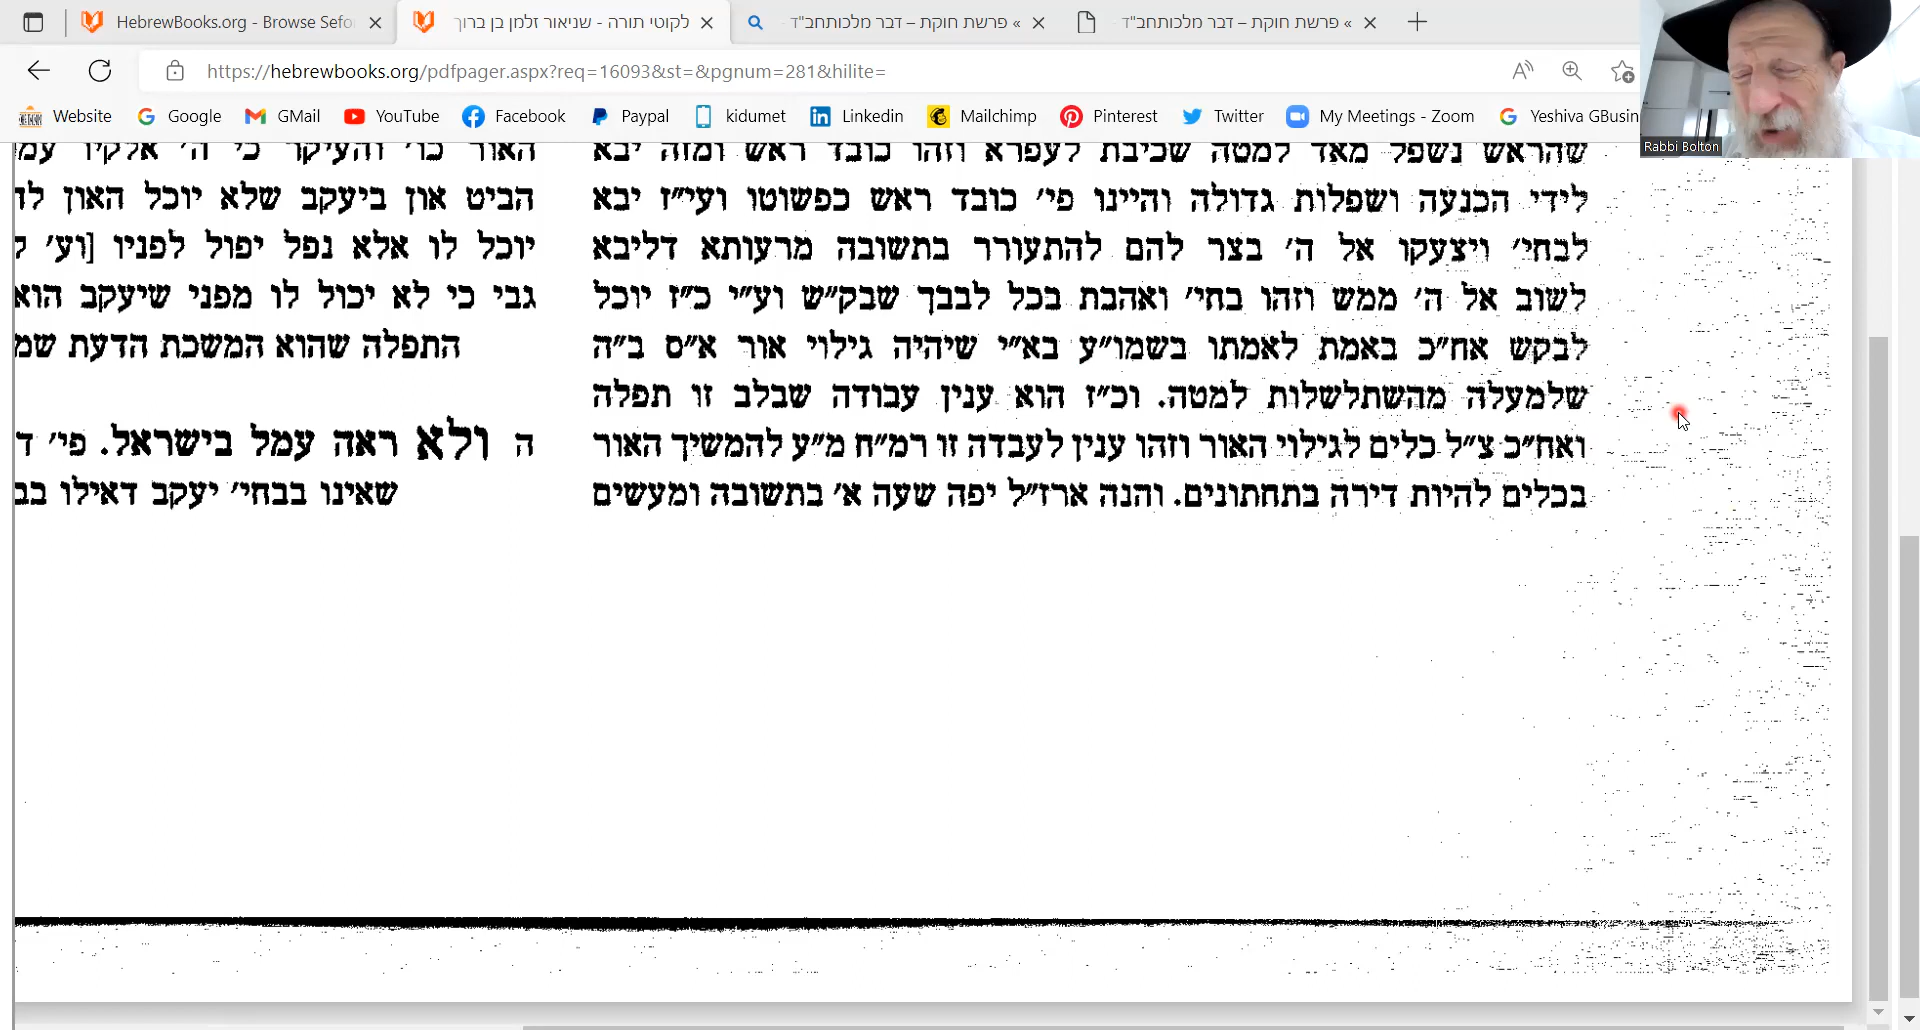 HebrewBooks.org - Browse Sefo
לקוטי תורה - שניאור זלמן בן ברוך
» פרשת חוקת – דבר מלכותחב"ד -
» פרשת חוקת – דבר מלכותחב"ד -
https://hebrewbooks.org/pdfpager.aspx?req=16093&st=&pgnum=281&hilite=
Website Google GMail YouTube Facebook Paypal kidumet Linkedin Mailchimp Pinterest Twitter My Meetings - Zoom Yeshiva GBusin
Rabbi Bolton
שהראש נשפל מאד למטה שכיבת לעפרא וזהו כובד ראש ומזה יבא
לידי הכנעה ושפלות גדולה והיינו פי׳ כובד ראש כפשוטו ועי״ז יבא
לבחי׳ ויצעקו אל ה׳ בצר להם להתעורר בתשובה מרעותא דליבא
לשוב אל ה׳ ממש וזהו בחי׳ ואהבת בכל לבבך שבק״ש וע״י כ״ז יוכל
לבקש אח״כ באמת לאמתו בשמו״ע בא״י שיהיה גילוי אור א״ס ב״ה
שלמעלה מהשתלשלות למטה. וכ״ז הוא ענין עבודה שבלב זו תפלה
ואח״כ צ״ל כלים לגילוי האור וזהו ענין לעבדה זו רמ״ח מ״ע להמשיך האור
בכלים להיות דירה בתחתונים. והנה ארז״ל יפה שעה א׳ בתשובה ומעשים
האור כו׳ והעיקר כי ה׳ אלקיו עמ
הביט און ביעקב שלא יוכל האון לד
יוכל לו אלא נפל יפול לפניו [וע׳ ל
גבי כי לא יכול לו מפני שיעקב הוא
התפלה שהוא המשכת הדעת שמ
ה ולא ראה עמל בישראל. פי׳ ד
שאינו בבחי׳ יעקב דאילו בב